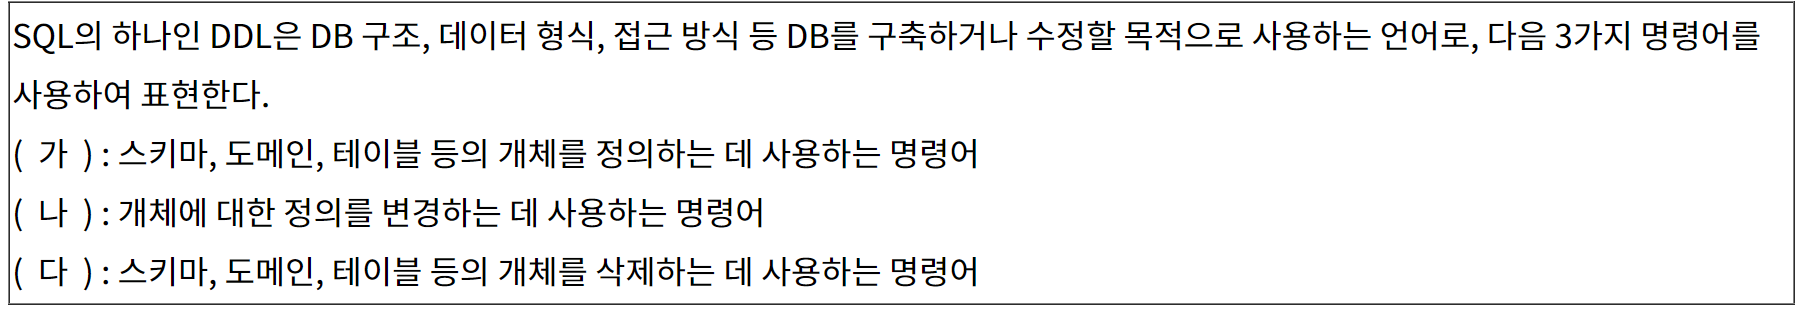 SQL의 하나인 DDL은 DB 구조, 데이터 형식, 접근 방식 등 DB를 구축하거나 수정할 목적으로 사용하는 언어로, 다음 3가지 명령어를
사용하여 표현한다.
( 가 ) : 스키마, 도메인, 테이블 등의 개체를 정의하는 데 사용하는 명령어
( 나 ) : 개체에 대한 정의를 변경하는 데 사용하는 명령어
( 다 ) : 스키마, 도메인, 테이블 등의 개체를 삭제하는 데 사용하는 명령어